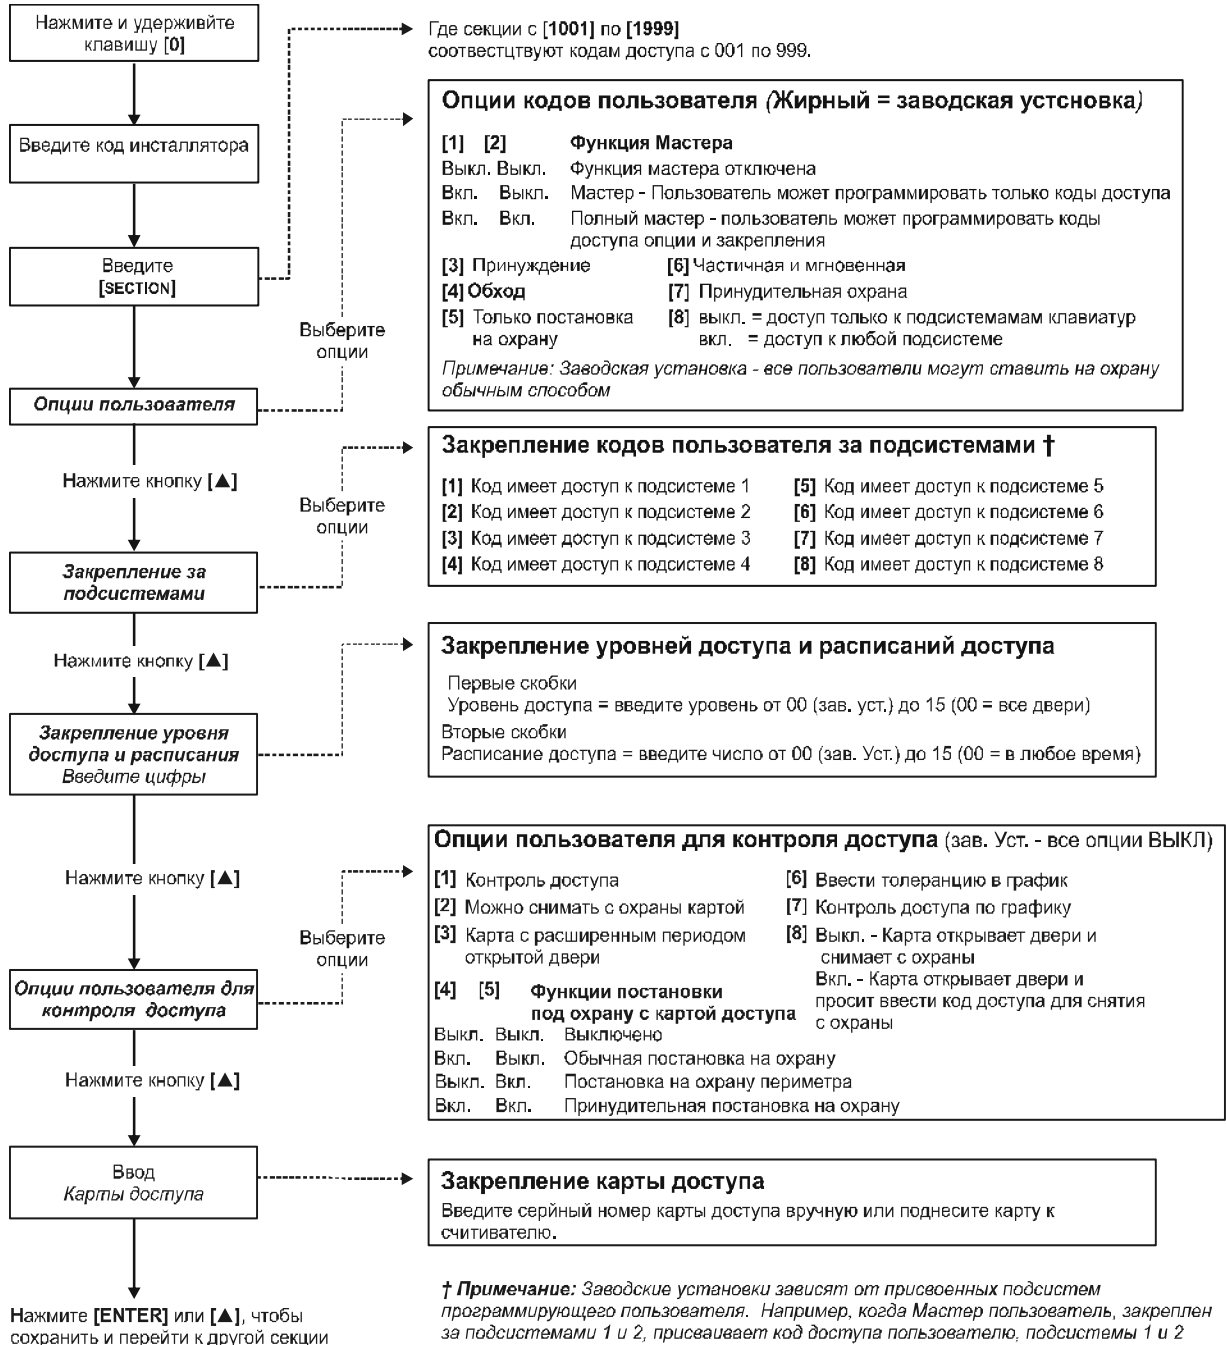 Нажмите и удерживйте
клавишу [0]
Где секции с [1001] по [1999]
соотвестцтвуют кодам доступа с 001 по 999.
Введите код инсталлятора
Введите
[SECTION]
Выберите
опции
Опции кодов пользователя (Жирный = заводская устсновка)
[1] [2] Функция Мастера
Выкл. Выкл. Функция мастера отключена
Вкл. Выкл. Мастер - Пользователь может программировать только коды доступа
Вкл. Вкл. Полный мастер - пользователь может программировать коды
доступа опции и закрепления
[3] Принуждение [6] Частичная и мгновенная
[4] Обход [7] Принудительная охрана
[5] Только постановка [8] выкл. = доступ только к подсистемамам клавиатур
на охрану вкл. = доступ к любой подсистеме
Примечание: Заводская установка - все пользователи могут ставить на охрану
обычным способом
Опции пользователя
Нажмите кнопку [▲]
Выберите
опции
Закрепление кодов пользователя за подсистемами †
[1] Код имеет доступ к подсистеме 1 [5] Код имеет доступ к подсистеме 5
[2] Код имеет доступ к подсистеме 2 [6] Код имеет доступ к подсистеме 6
[3] Код имеет доступ к подсистеме 3 [7] Код имеет доступ к подсистеме 7
[4] Код имеет доступ к подсистеме 4 [8] Код имеет доступ к подсистеме 8
Закрепление за
подсистемами
Нажмите кнопку [▲]
Закрепление уровней доступа и расписаний доступа
Первые скобки
Уровень доступа = введите уровень от 00 (зав. уст.) до 15 (00 = все двери)
Вторые скобки
Расписание доступа = введите число от 00 (зав. Уст.) до 15 (00 = в любое время)
Закрепление уровня
доступа и расписания
Введите цифры
Нажмите кнопку [▲]
Выберите
опции
Опции пользователя для контроля доступа (зав. Уст. - все опции ВЫКЛ)
[1] Контроль доступа [6] Ввести толеранцию в график
[2] Можно снимать с охраны картой [7] Контроль доступа по графику
[3] Карта с расширенным периодом [8] Выкл. - Карта открывает двери и
открытой двери снимает с охраны
Вкл. - Карта открывает двери и
[4] [5] Функции постановки просит ввести код доступа для снятия
под охрану с картой доступа с охраны
Выкл. Выкл. Выключено
Вкл. Выкл. Обычная постановка на охрану
Выкл. Вкл. Постановка на охрану периметра
Вкл. Вкл. Принудительная постановка на охрану
Опции пользователя для
контроля доступа
Нажмите кнопку [▲]
Ввод
Карты доступа
Закрепление карты доступа
Введите серйный номер карты доступа вручную или поднесите карту к
считивателю.
Нажмите [ENTER] или [▲], чтобы
сохранить и перейти к другой секции
† Примечание: Заводские установки зависят от присвоенных подсистем
программирующего пользователя. Например, когда Мастер пользователь, закреплен
за подсистемами 1 и 2, присваивает код доступа пользователю, подсистемы 1 и 2